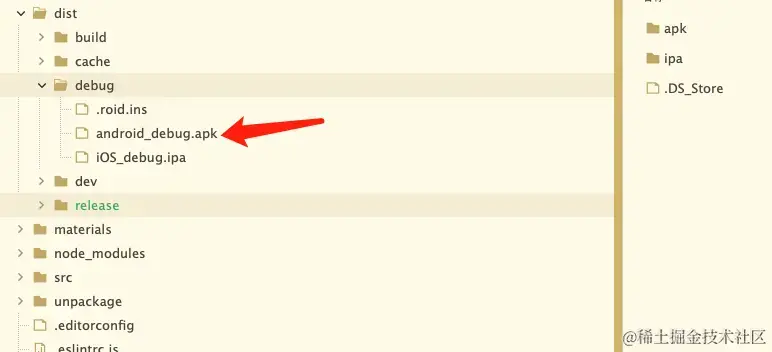 dist
build
cache
debug
.roid.ins
android_debug.apk
iOS_debug.ipa
dev
release
materials
node_modules
src
unpackage
.editorconfig
.eslintrc.js
apk
ipa
.DS_Store
@稀土掘金技术社区